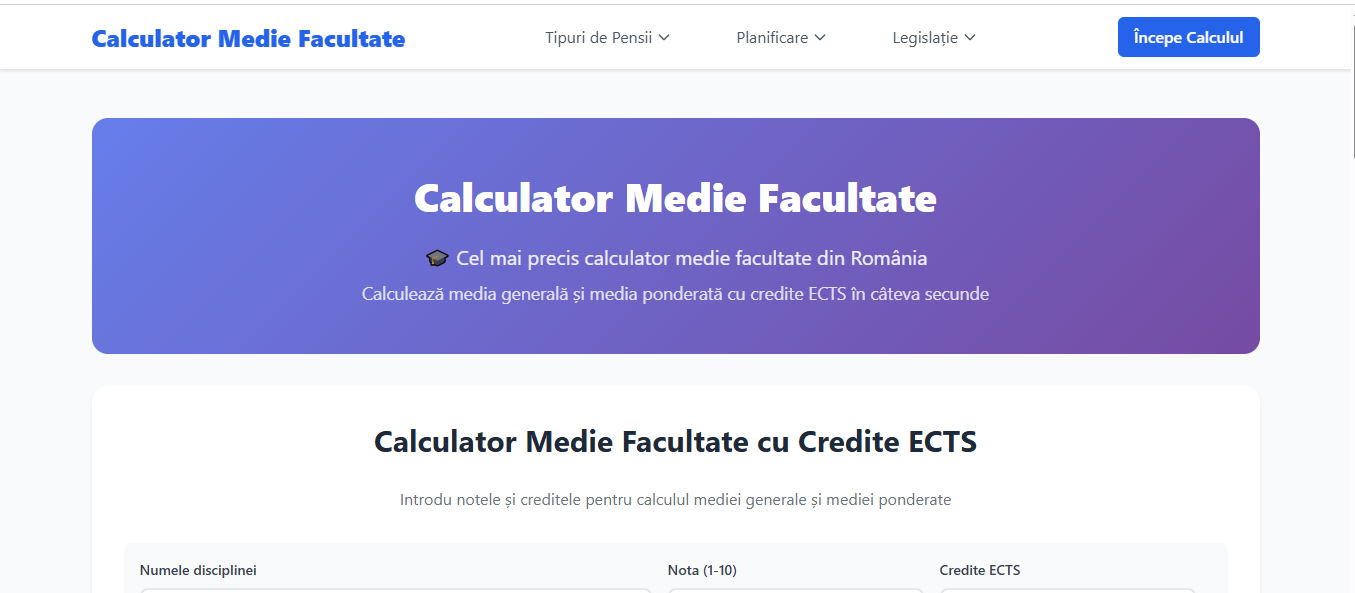 Calculator Medie Facultate
Tipuri de Pensii
Planificare
Legislație
Începe Calculul
Calculator Medie Facultate
🎓 Cel mai precis calculator medie facultate din România
Calculează media generală și media ponderată cu credite ECTS în câteva secunde
Calculator Medie Facultate cu Credite ECTS
Introdu notele și creditele pentru calculul mediei generale și mediei ponderate
Numele disciplinei
Nota (1-10)
Credite ECTS